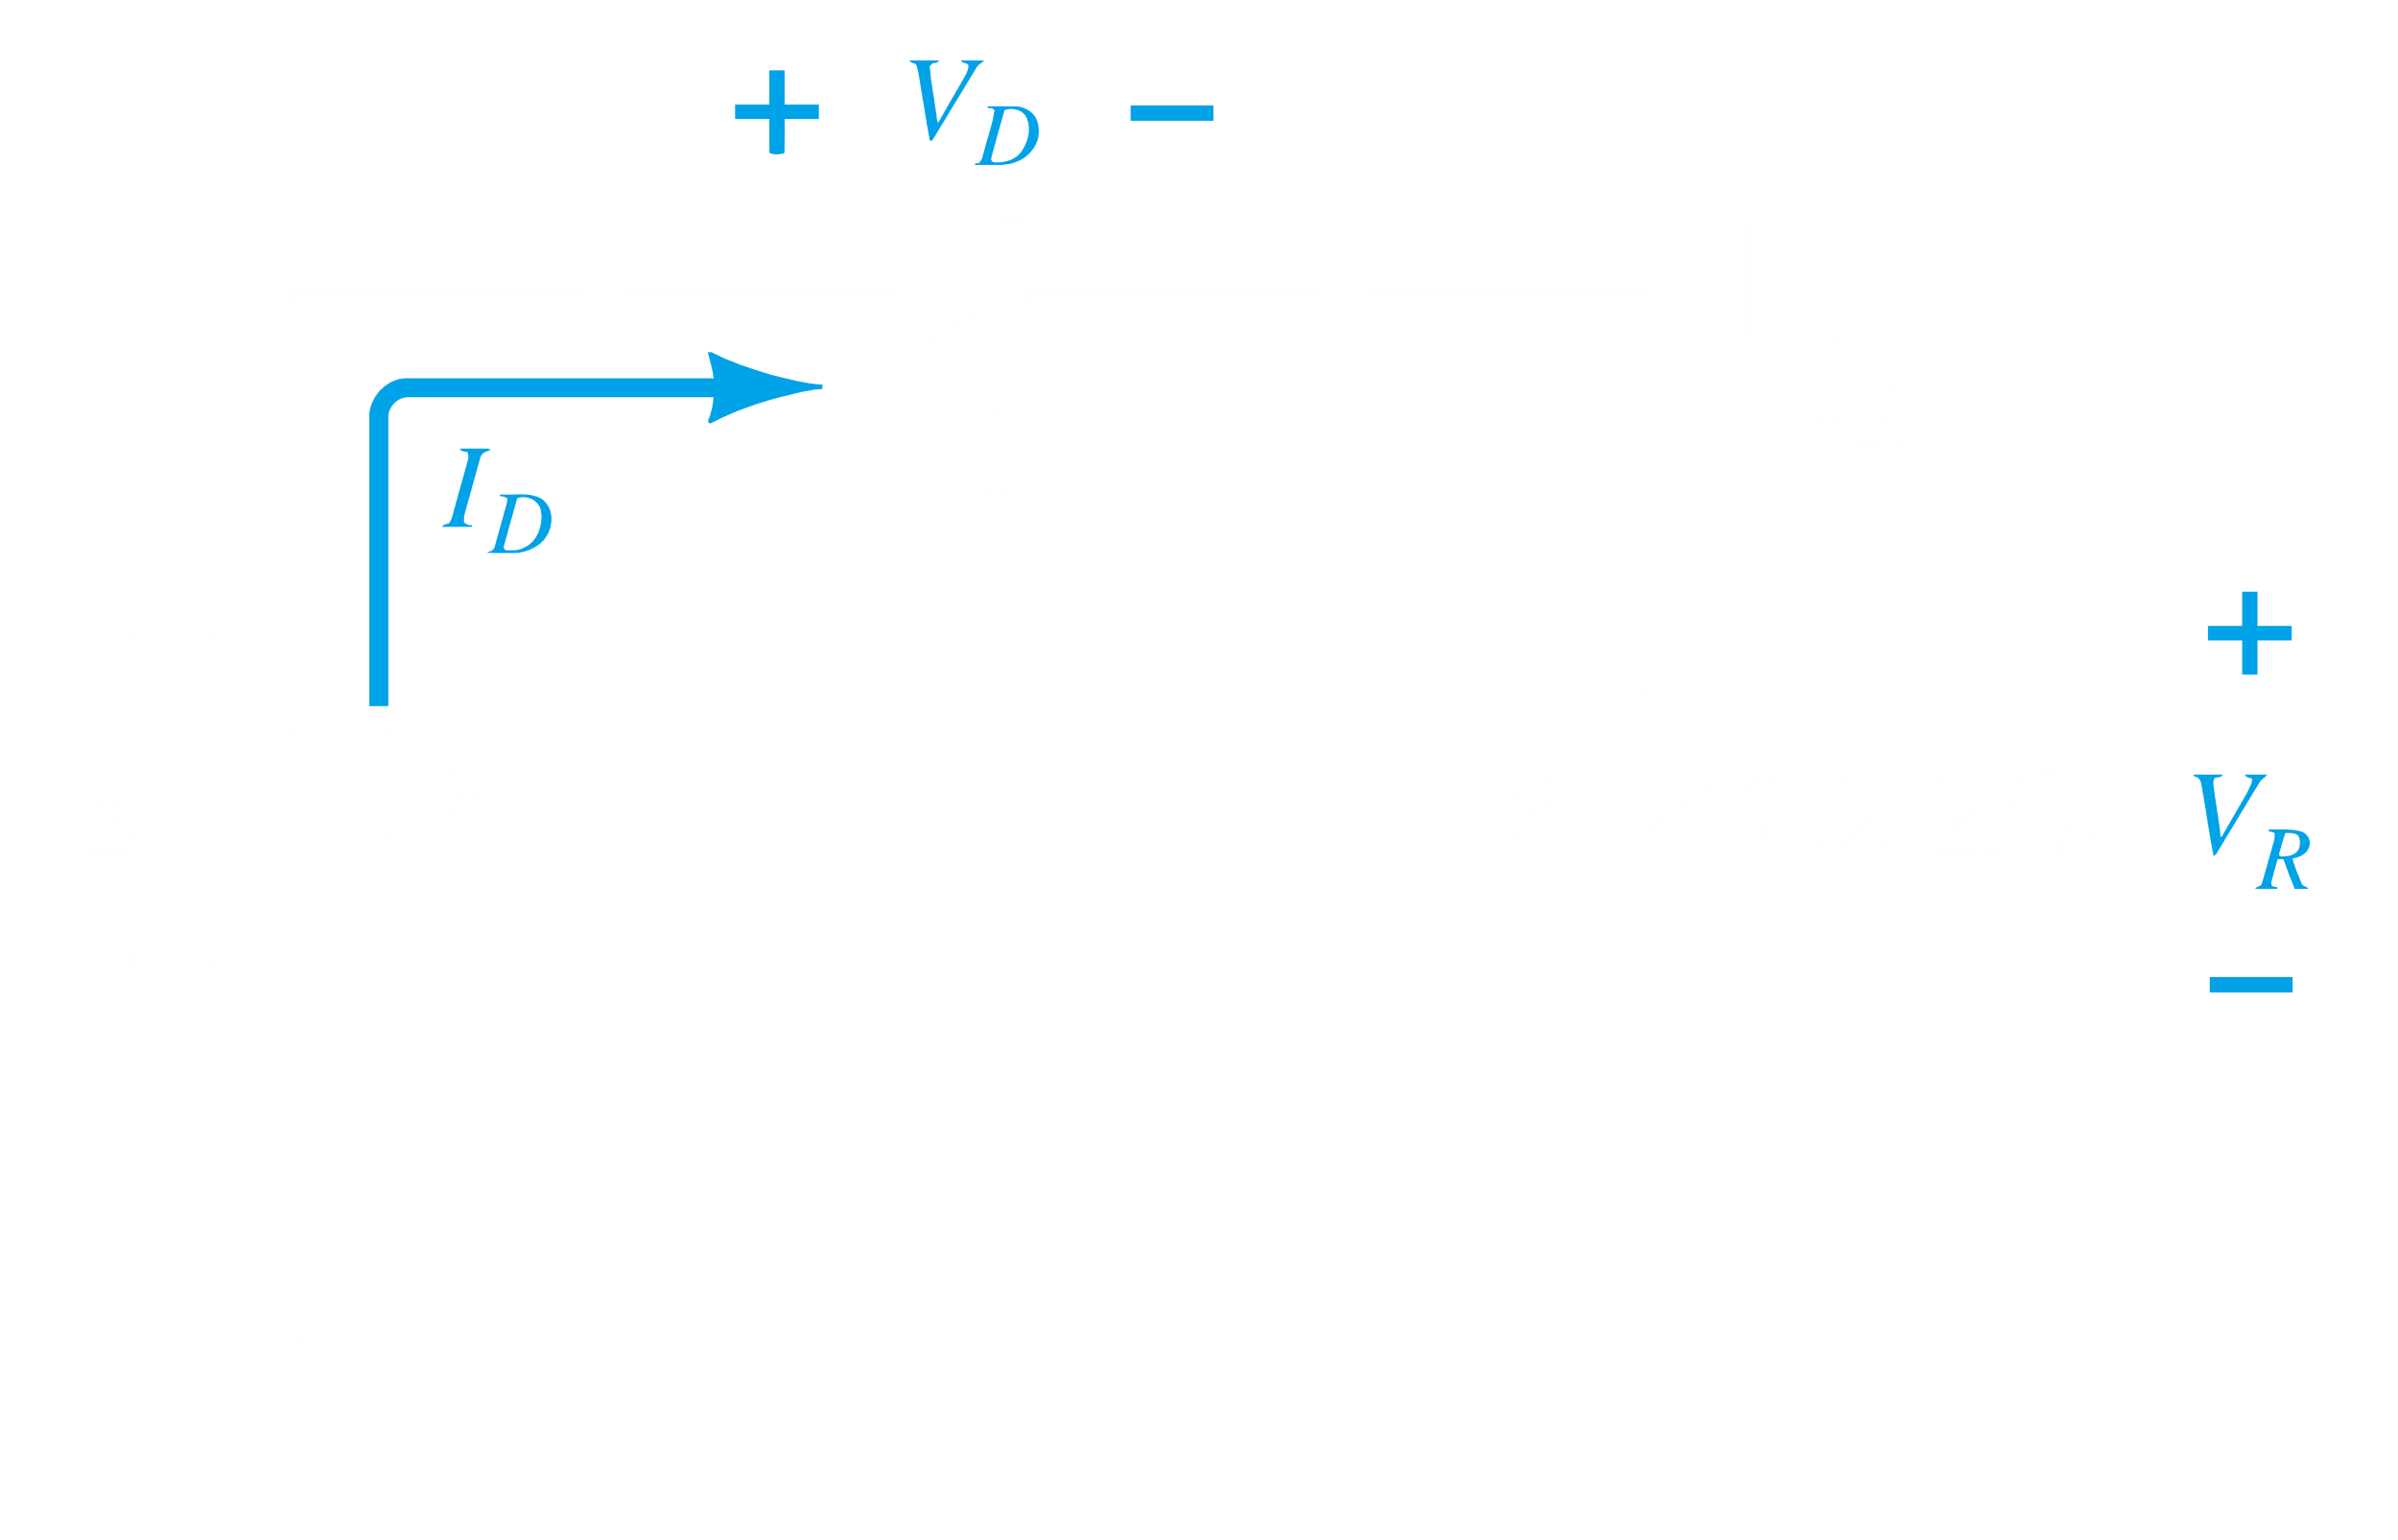 + V_D −
I_D
+
V_R
−